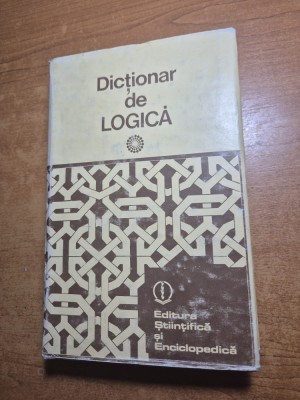 Dicționar
de
LOGICĂ
Editura
Științifică
și
Enciclopedică